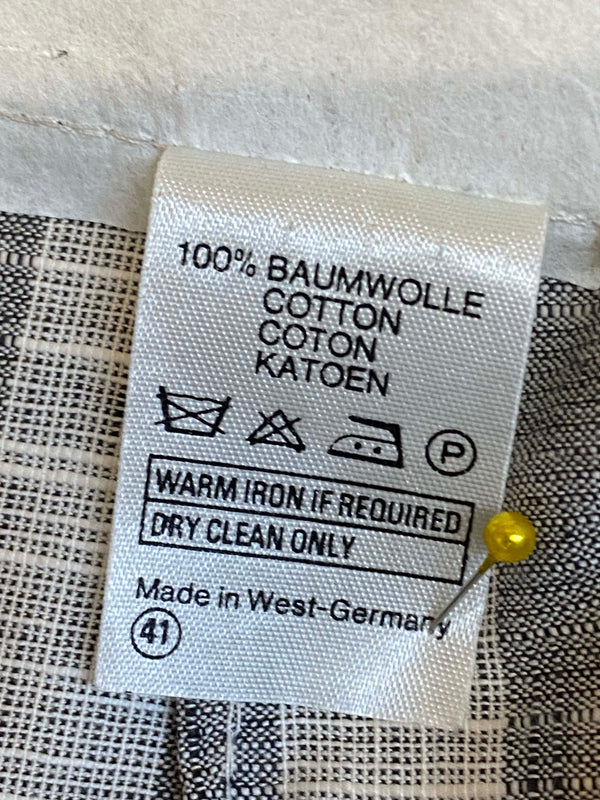 100% BAUMWOLLE
COTTON
COTON
KATOEN
P
WARM IRON IF REQUIRED
DRY CLEAN ONLY
Made in West-Germany
41